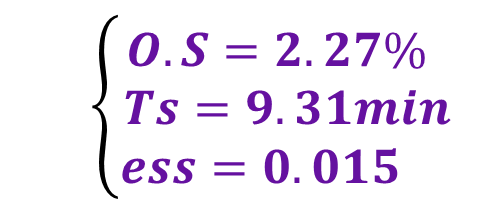 O.S = 2.27%
Ts = 9.31min
ess = 0.015